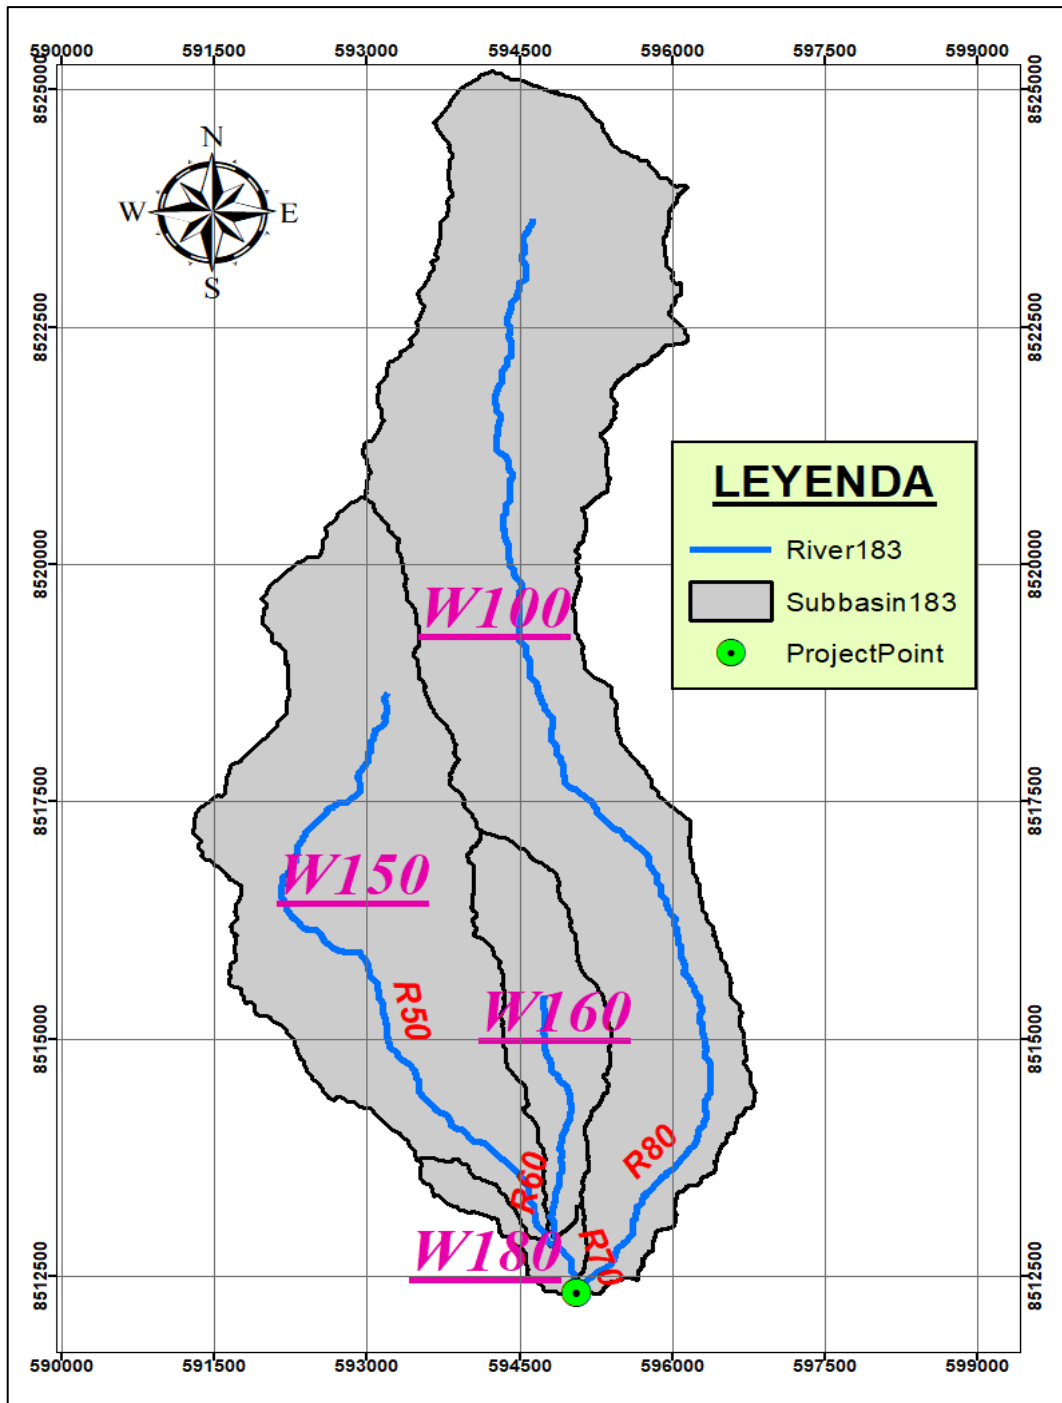 590000 591500 593000 594500 596000 597500 599000
8525000 8525000
N
W E
S
8522500 8522500
LEYENDA
River183
Subbasin183
ProjectPoint
8520000 8520000
W100
8517500 8517500
W150
R50
W160
8515000 8515000
R80
R60
W180
R70
8512500 8512500
590000 591500 593000 594500 596000 597500 599000